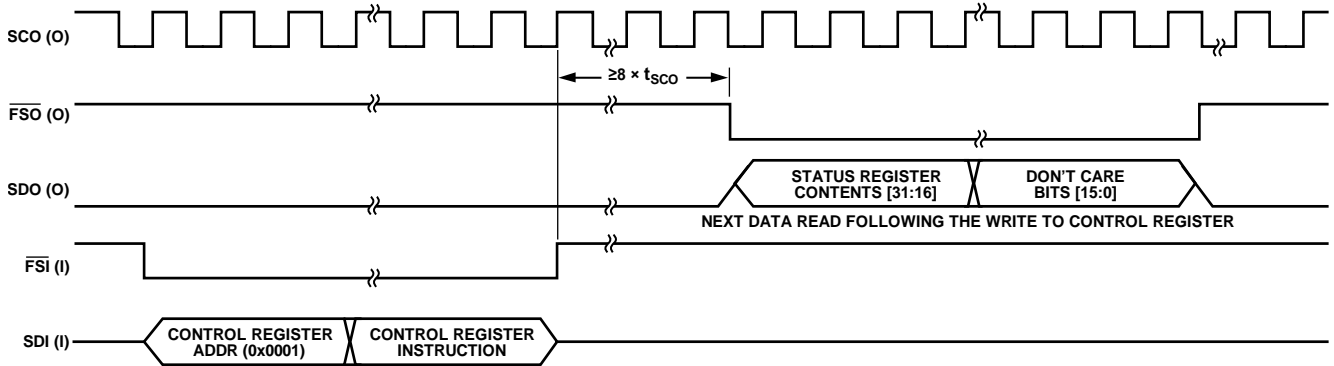 SCO (O)
≥8 × tSCO
FSO (O)
SDO (O)
STATUS REGISTER
CONTENTS [31:16]
DON'T CARE
BITS [15:0]
NEXT DATA READ FOLLOWING THE WRITE TO CONTROL REGISTER
FSI (I)
SDI (I)
CONTROL REGISTER
ADDR (0x0001)
CONTROL REGISTER
INSTRUCTION